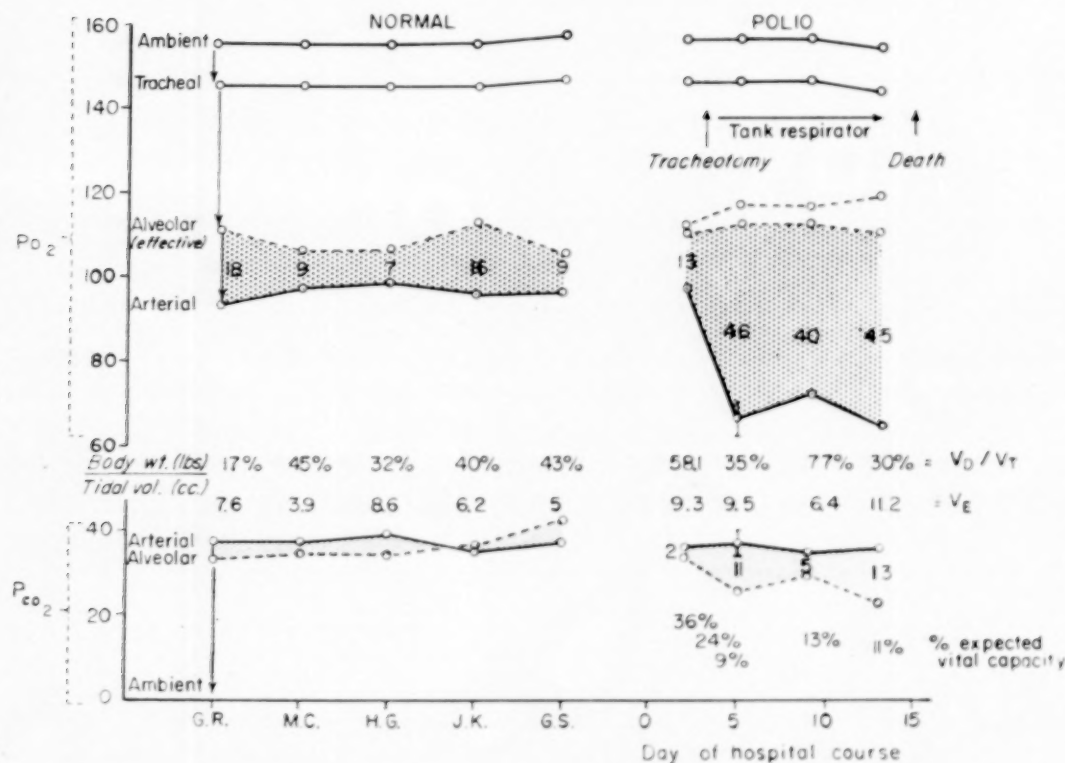 NORMAL
POLIO
160
140
120
100
80
60
40
20
0
Po2
Pco2
Ambient
Tracheal
Alveolar
(effective)
Arterial
18 9 7 16 9
Tank respirator
Tracheotomy
Death
13 46 40 45
Body wt. (lbs)
Tidal vol. (cc.)
17% 45% 32% 40% 43%
58.1 35% 77% 30% = VD / VT
7.6 3.9 8.6 6.2 5
9.3 9.5 6.4 11.2 = VE
Arterial
Alveolar
2 11 5 13
36%
24%
9%
13%
11%
% expected
vital capacity
Ambient
G.R. M.C. H.G. J.K. G.S.
0 5 10 15
Day of hospital course